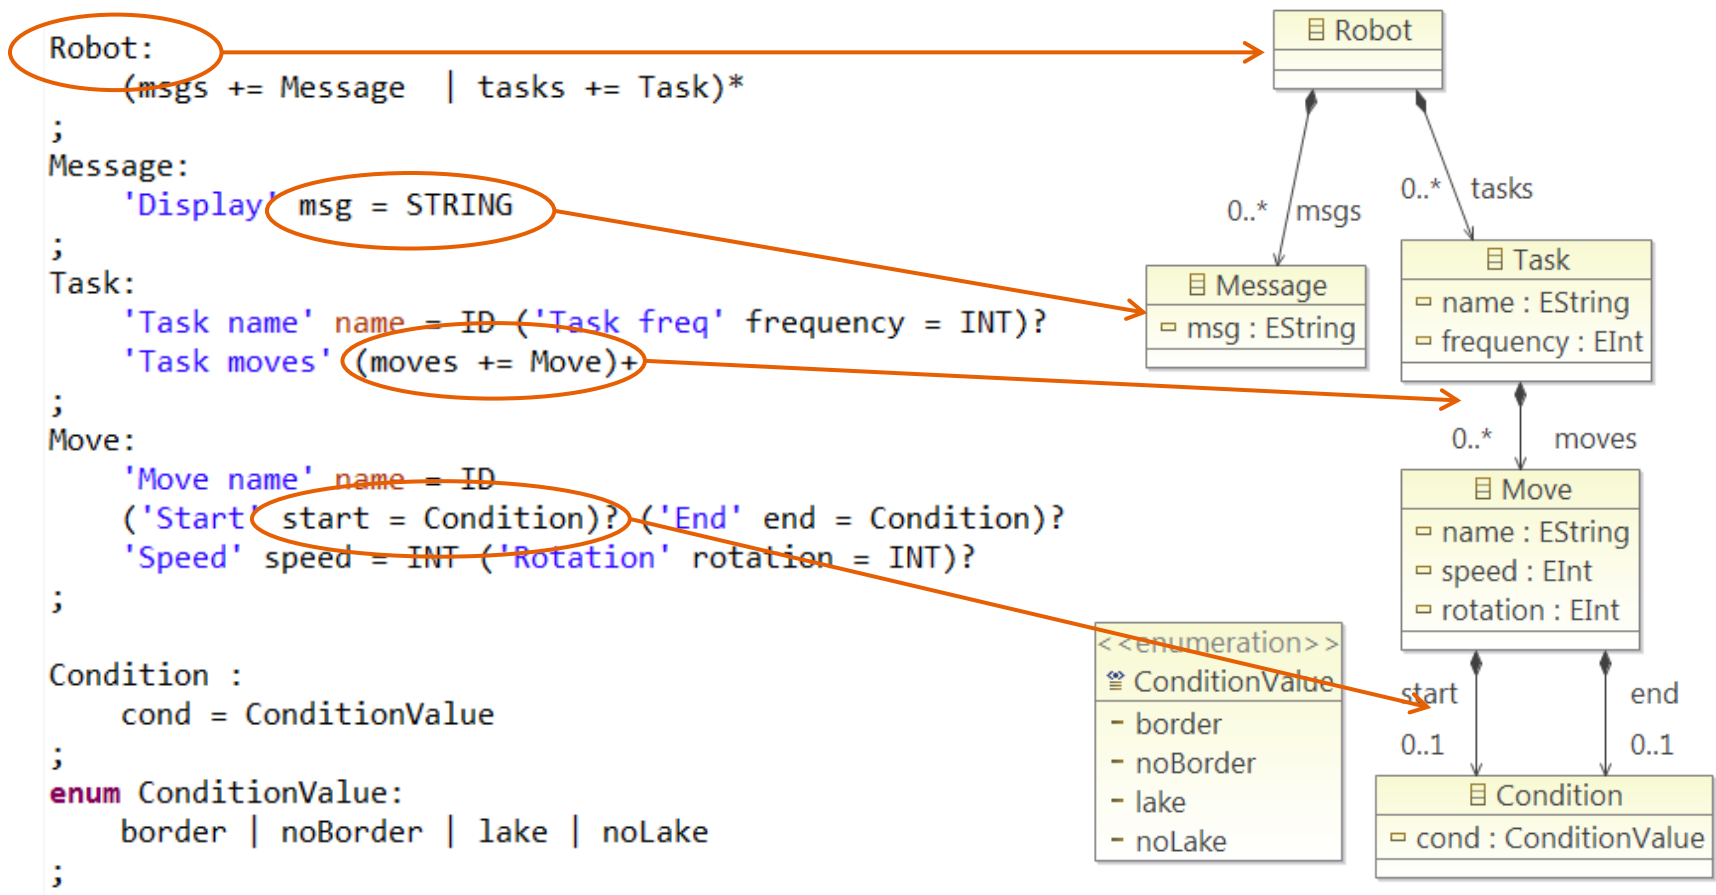 Robot:
(msgs += Message | tasks += Task)*
;
Message:
'Display' msg = STRING
;
Task:
'Task name' name = ID ('Task freq' frequency = INT)?
'Task moves' (moves += Move)+
;
Move:
'Move name' name = ID
('Start' start = Condition)? ('End' end = Condition)?
'Speed' speed = INT ('Rotation' rotation = INT)?
;
Condition :
cond = ConditionValue
;
enum ConditionValue:
border | noBorder | lake | noLake
;
Robot
0..* msgs
0..* tasks
Message
msg : EString
Task
name : EString
frequency : EInt
0..* moves
Move
name : EString
speed : EInt
rotation : EInt
<<enumeration>>
ConditionValue
border
noBorder
lake
noLake
start
0..1
end
0..1
Condition
cond : ConditionValue